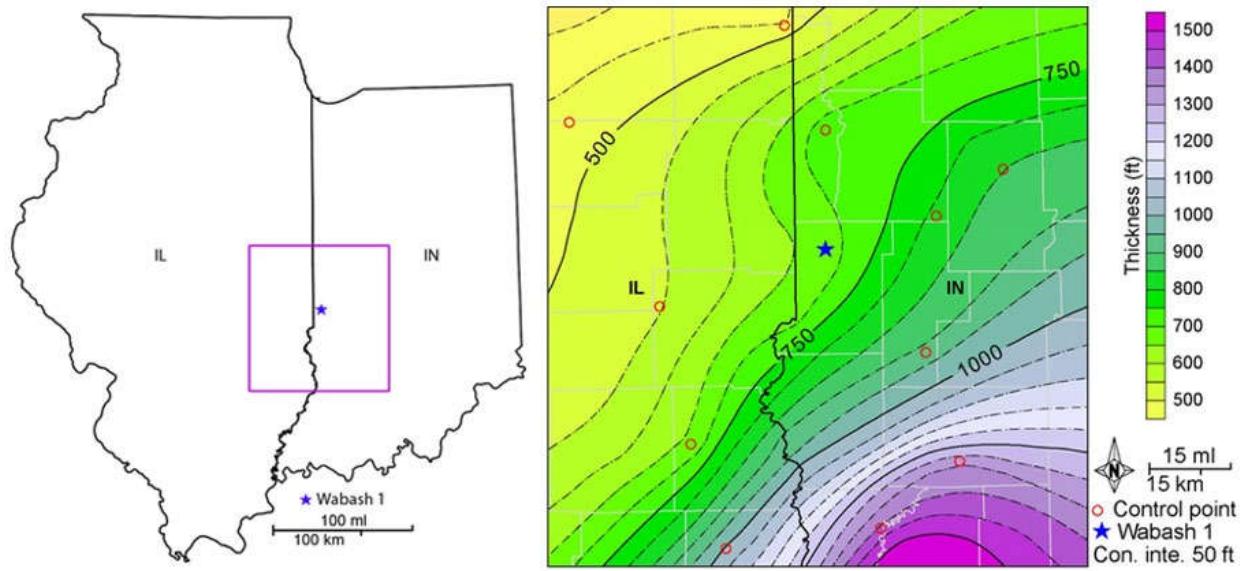 IL
IN
Wabash 1
100 ml
100 km
500
750
IL
IN
750
1000
Thickness (ft)
1500
1400
1300
1200
1100
1000
900
800
700
600
500
N
15 ml
15 km
Control point
Wabash 1
Con. inte. 50 ft